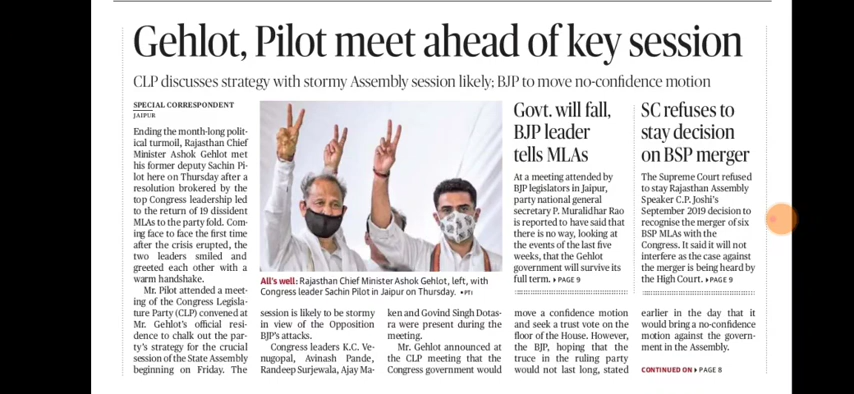 Gehlot, Pilot meet ahead of key session
CLP discusses strategy with stormy Assembly session likely; BJP to move no-confidence motion
SPECIAL CORRESPONDENT
JAIPUR
Ending the month-long polit-
ical turmoil, Rajasthan Chief
Minister Ashok Gehlot met
his former deputy Sachin Pi-
lot here on Thursday after a
resolution brokered by the
top Congress leadership led
to the return of 19 dissident
MLAs to the party fold. Com-
ing face to face the first time
after the crisis erupted, the
two leaders smiled and
greeted each other with a
warm handshake.
Mr. Pilot attended a meet-
ing of the Congress Legisla-
ture Party (CLP) convened at
Mr. Gehlot's official resi-
dence to chalk out the par-
ty's strategy for the crucial
session of the State Assembly
beginning on Friday. The
All's well: Rajasthan Chief Minister Ashok Gehlot, left, with
Congress leader Sachin Pilot in Jaipur on Thursday. • PTI
session is likely to be stormy
in view of the Opposition
BJP's attacks.
Congress leaders K.C. Ve-
nugopal, Avinash Pande,
Randeep Surjewala, Ajay Ma-
ken and Govind Singh Dotas-
ra were present during the
meeting.
Mr. Gehlot announced at
the CLP meeting that the
Congress government would
move a confidence motion
and seek a trust vote on the
floor of the House. However,
the BJP, hoping that the
truce in the ruling party
would not last long, stated
earlier in the day that it
would bring a no-confidence
motion against the govern-
ment in the Assembly.
CONTINUED ON ▸ PAGE 8
Govt. will fall,
BJP leader
tells MLAs
At a meeting attended by
BJP legislators in Jaipur,
party national general
secretary P. Muralidhar Rao
is reported to have said that
there is no way, looking at
the events of the last five
weeks, that the Gehlot
government will survive its
full term. ▸ PAGE 9
SC refuses to
stay decision
on BSP merger
The Supreme Court refused
to stay Rajasthan Assembly
Speaker C.P. Joshi's
September 2019 decision to
recognise the merger of six
BSP MLAs with the
Congress. It said it will not
interfere as the case against
the merger is being heard by
the High Court. ▸ PAGE 9